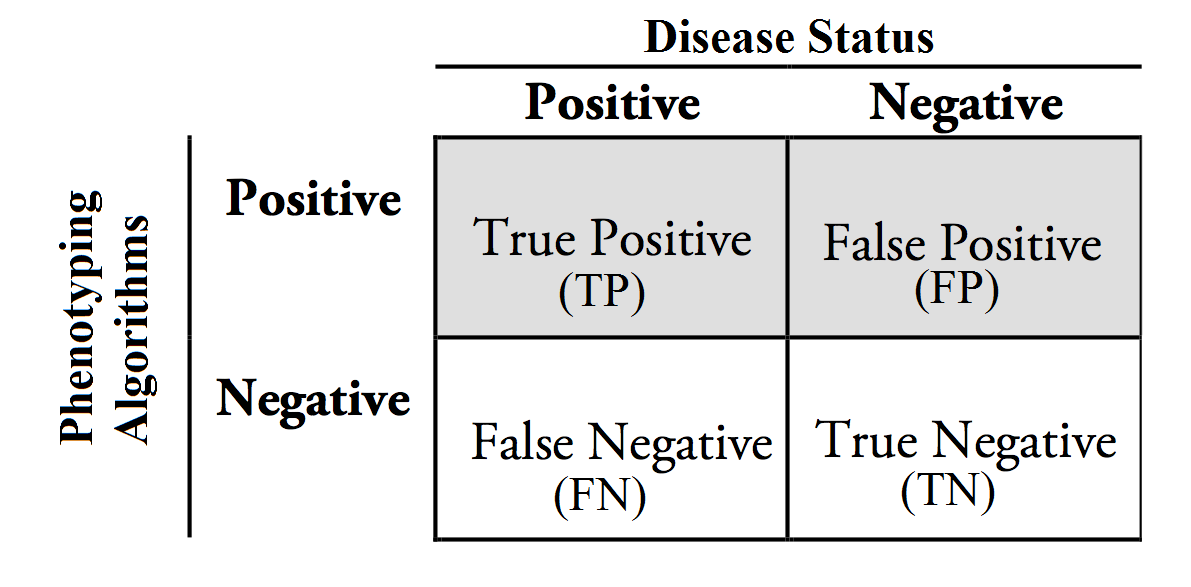 Disease Status
Positive Negative
Phenotyping
Algorithms
Positive
True Positive
(TP)
False Positive
(FP)
Negative
False Negative
(FN)
True Negative
(TN)